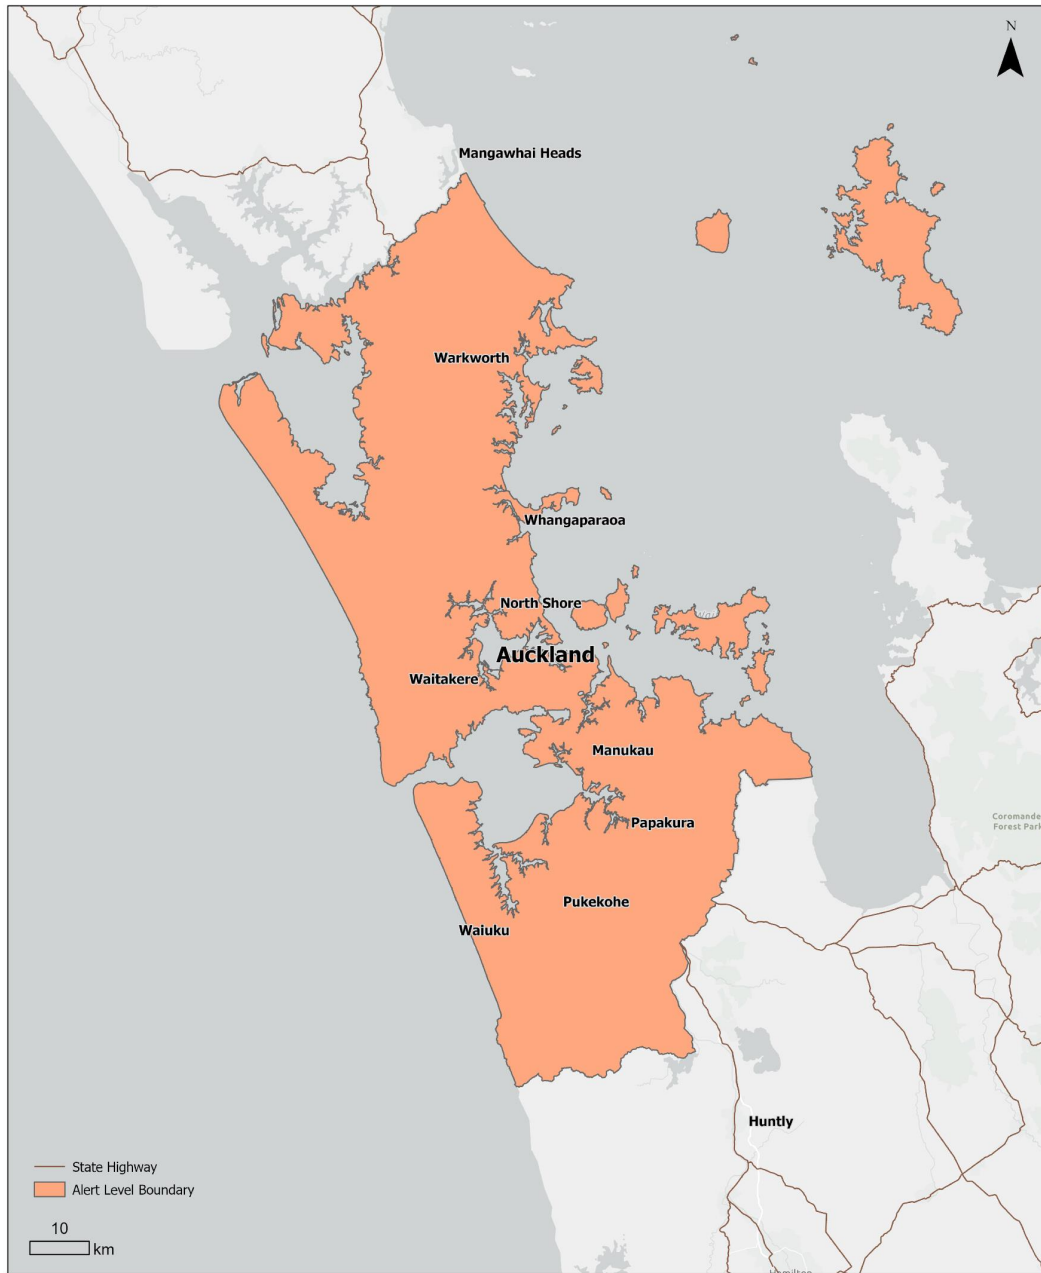 N
Mangawhai Heads
Warkworth
Whangaparaoa
North Shore
Auckland
Waitakere
Manukau
Papakura
Coromande
Forest Park
Pukekohe
Waiuku
Huntly
State Highway
Alert Level Boundary
10
km